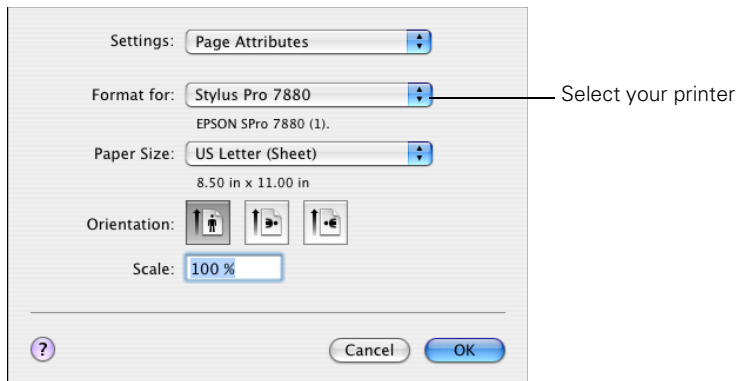 Settings: Page Attributes
Format for: Stylus Pro 7880
Select your printer
EPSON SPro 7880 (1).
Paper Size: US Letter (Sheet)
8.50 in x 11.00 in
Orientation:
Scale: 100 %
? Cancel OK